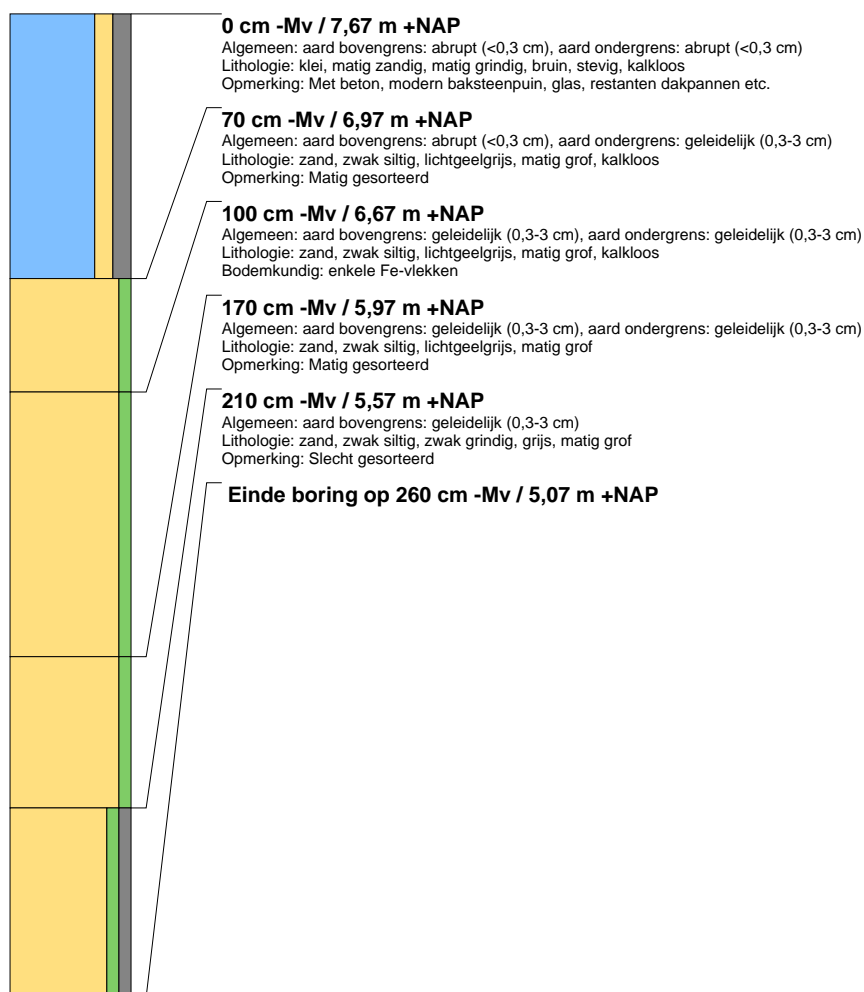 0 cm -Mv / 7,67 m +NAP
Algemeen: aard bovengrens: abrupt (<0,3 cm), aard ondergrens: abrupt (<0,3 cm)
Lithologie: klei, matig zandig, matig grindig, bruin, stevig, kalkloos
Opmerking: Met beton, modern baksteenpuin, glas, restanten dakpannen etc.
70 cm -Mv / 6,97 m +NAP
Algemeen: aard bovengrens: abrupt (<0,3 cm), aard ondergrens: geleidelijk (0,3-3 cm)
Lithologie: zand, zwak siltig, lichtgeelgrijs, matig grof, kalkloos
Opmerking: Matig gesorteerd
100 cm -Mv / 6,67 m +NAP
Algemeen: aard bovengrens: geleidelijk (0,3-3 cm), aard ondergrens: geleidelijk (0,3-3 cm)
Lithologie: zand, zwak siltig, lichtgeelgrijs, matig grof, kalkloos
Bodemkundig: enkele Fe-vlekken
170 cm -Mv / 5,97 m +NAP
Algemeen: aard bovengrens: geleidelijk (0,3-3 cm), aard ondergrens: geleidelijk (0,3-3 cm)
Lithologie: zand, zwak siltig, lichtgeelgrijs, matig grof
Opmerking: Matig gesorteerd
210 cm -Mv / 5,57 m +NAP
Algemeen: aard bovengrens: geleidelijk (0,3-3 cm)
Lithologie: zand, zwak siltig, zwak grindig, grijs, matig grof
Opmerking: Slecht gesorteerd
Einde boring op 260 cm -Mv / 5,07 m +NAP